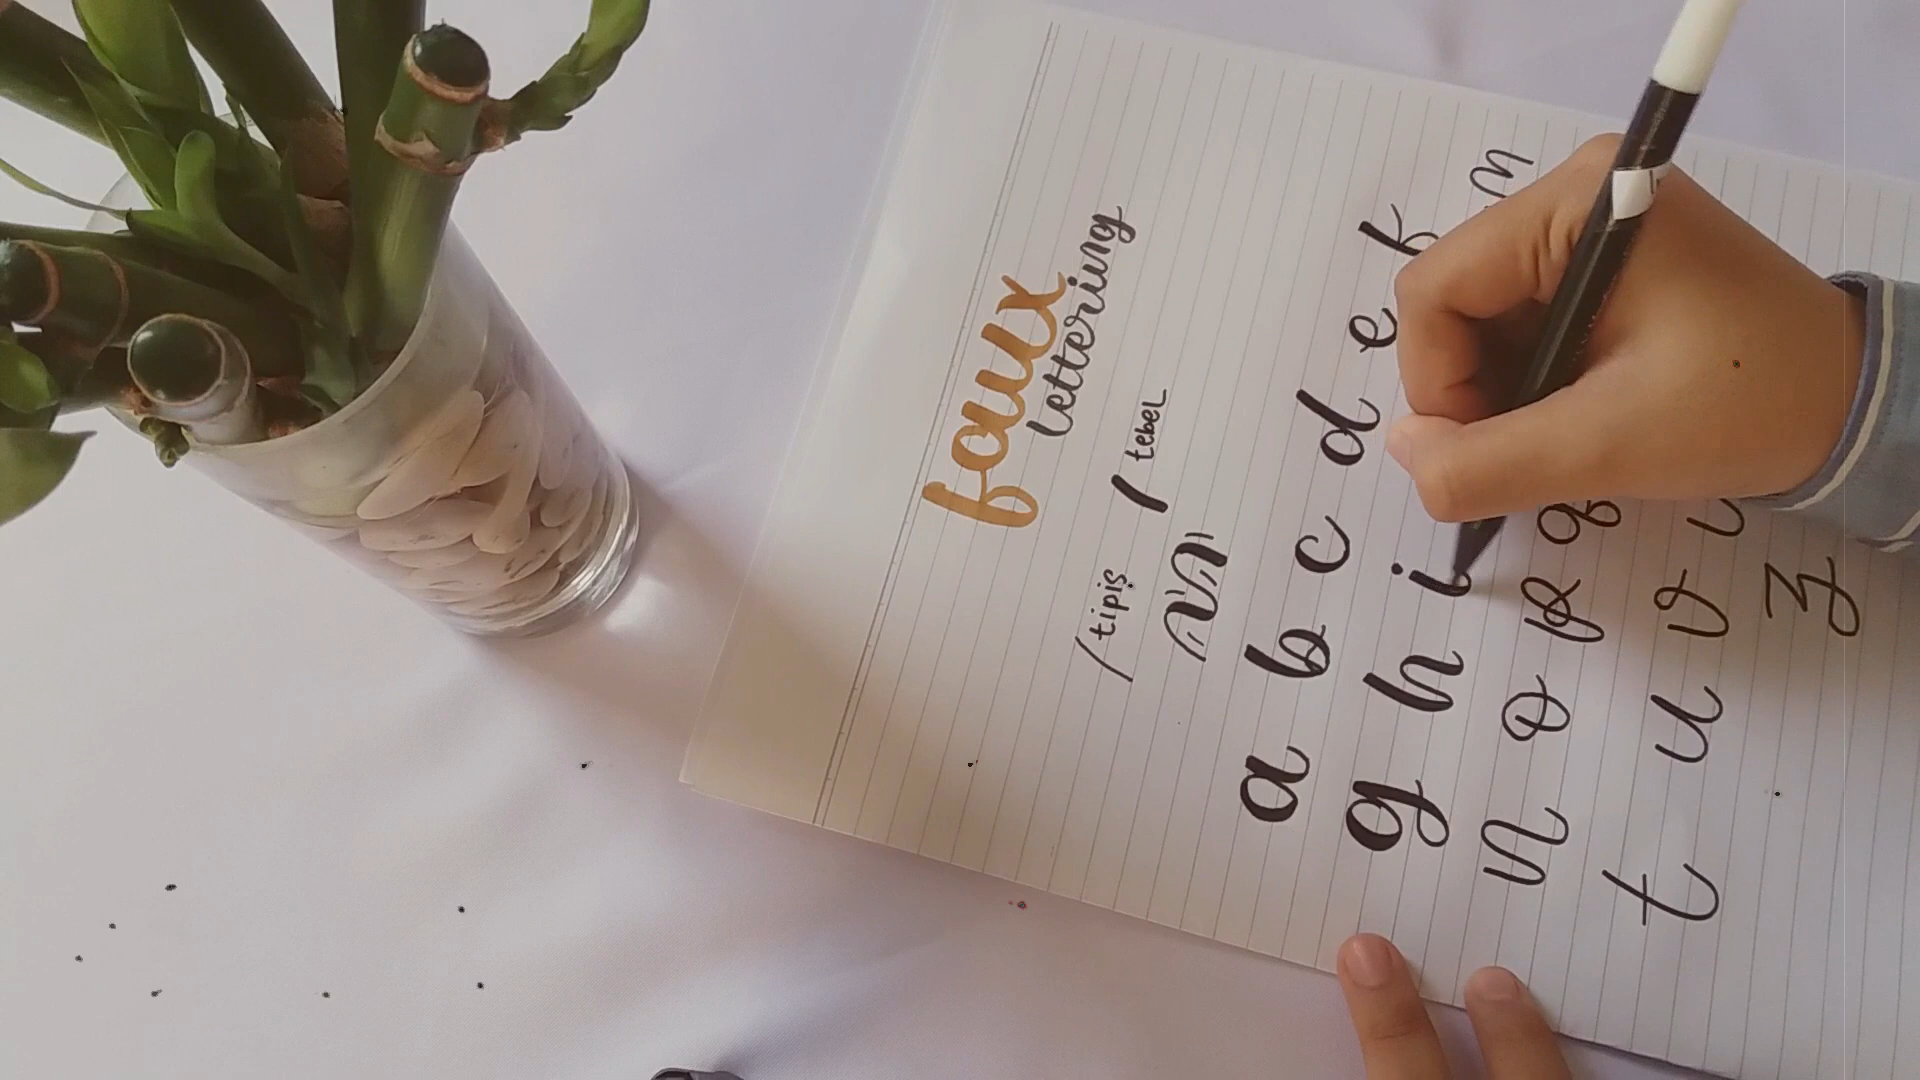 faux
lettering
/ tipis / tebel
a b c d e f
g h i
n o p q
t u v
z